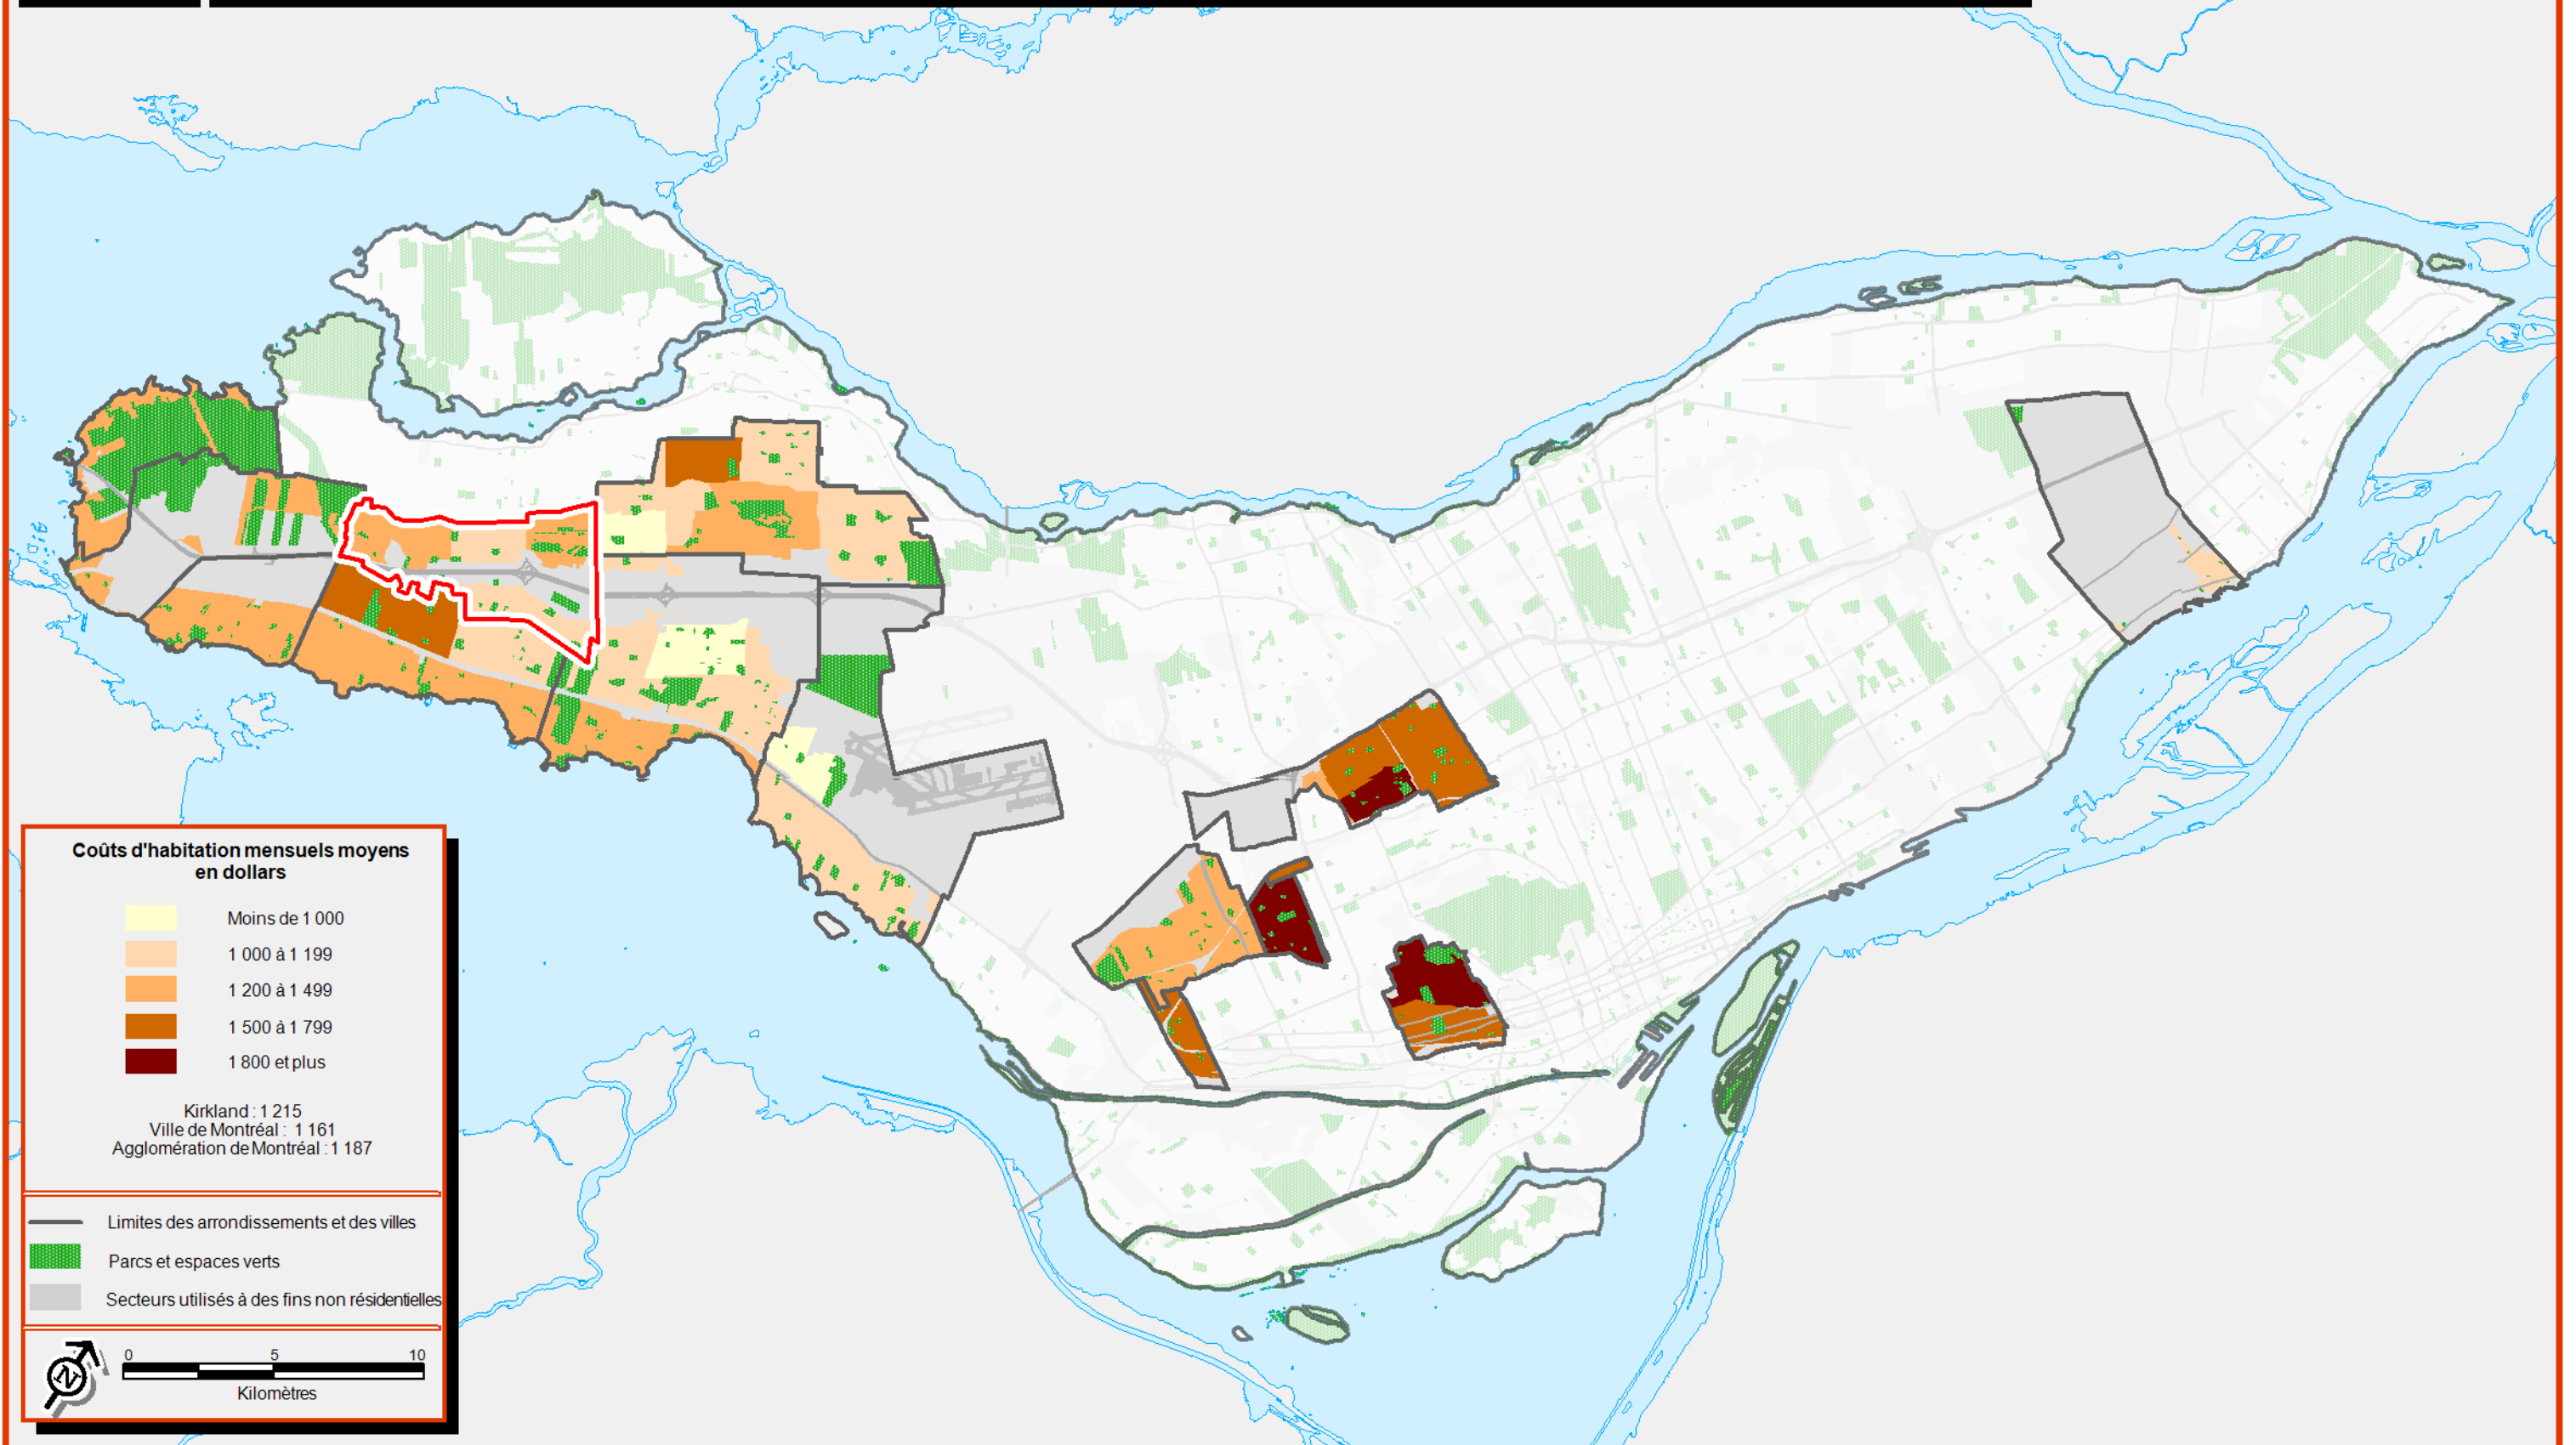 Coûts d'habitation mensuels moyens
en dollars
Moins de 1 000
1 000 à 1 199
1 200 à 1 499
1 500 à 1 799
1 800 et plus
Kirkland : 1 215
Ville de Montréal : 1 161
Agglomération de Montréal : 1 187
Limites des arrondissements et des villes
Parcs et espaces verts
Secteurs utilisés à des fins non résidentielles
N
0 5 10
Kilomètres